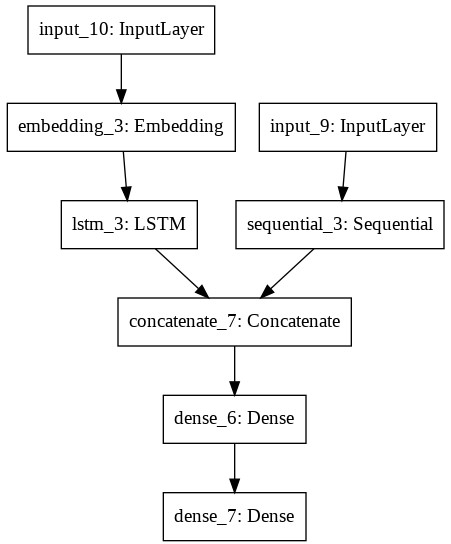 input_10: InputLayer
embedding_3: Embedding
input_9: InputLayer
lstm_3: LSTM
sequential_3: Sequential
concatenate_7: Concatenate
dense_6: Dense
dense_7: Dense